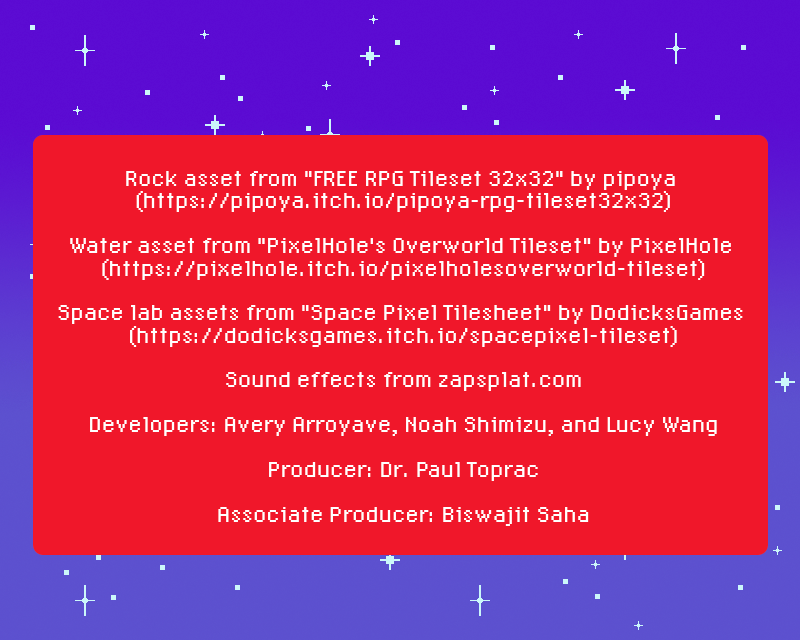 Rock asset from "FREE RPG Tileset 32x32" by pipoya
(https://pipoya.itch.io/pipoya-rpg-tileset32x32)
Water asset from "PixelHole's Overworld Tileset" by PixelHole
(https://pixelhole.itch.io/pixelholesoverworld-tileset)
Space lab assets from "Space Pixel Tilesheet" by DodicksGames
(https://dodicksgames.itch.io/spacepixel-tileset)
Sound effects from zapsplat.com
Developers: Avery Arroyave, Noah Shimizu, and Lucy Wang
Producer: Dr. Paul Toprac
Associate Producer: Biswajit Saha